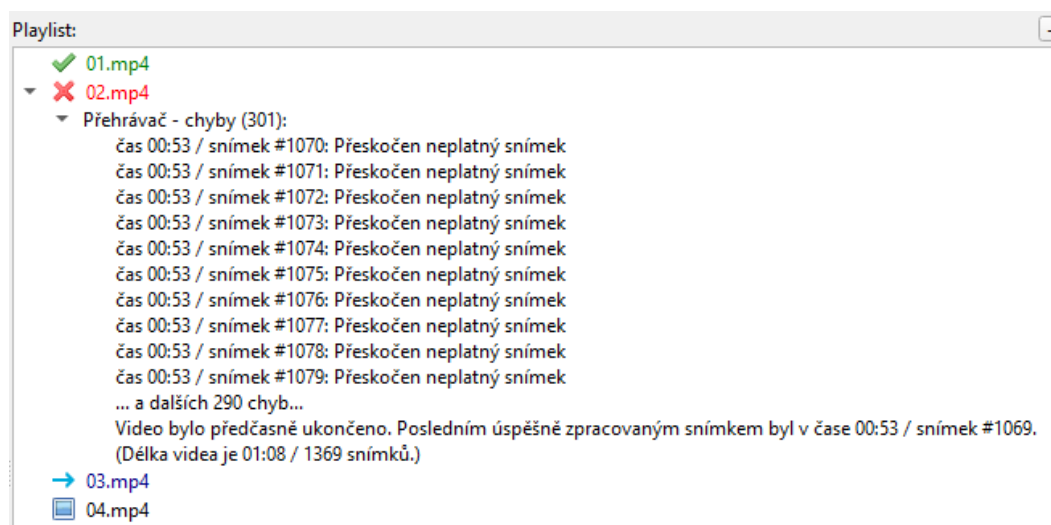 Playlist:
01.mp4
02.mp4
Přehrávač - chyby (301):
čas 00:53 / snímek #1070: Přeskočen neplatný snímek
čas 00:53 / snímek #1071: Přeskočen neplatný snímek
čas 00:53 / snímek #1072: Přeskočen neplatný snímek
čas 00:53 / snímek #1073: Přeskočen neplatný snímek
čas 00:53 / snímek #1074: Přeskočen neplatný snímek
čas 00:53 / snímek #1075: Přeskočen neplatný snímek
čas 00:53 / snímek #1076: Přeskočen neplatný snímek
čas 00:53 / snímek #1077: Přeskočen neplatný snímek
čas 00:53 / snímek #1078: Přeskočen neplatný snímek
čas 00:53 / snímek #1079: Přeskočen neplatný snímek
... a dalších 290 chyb...
Video bylo předčasně ukončeno. Posledním úspěšně zpracovaným snímkem byl v čase 00:53 / snímek #1069.
(Délka videa je 01:08 / 1369 snímků.)
03.mp4
04.mp4